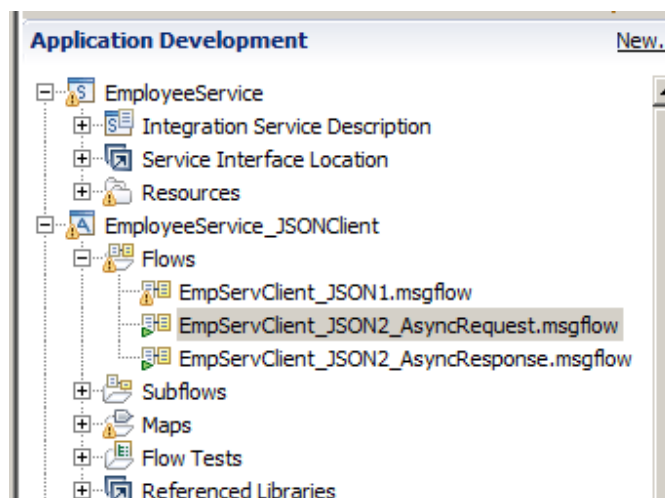 Application Development New.
EmployeeService
Integration Service Description
Service Interface Location
Resources
EmployeeService_JSONClient
Flows
EmpServClient_JSON1.msgflow
EmpServClient_JSON2_AsyncRequest.msgflow
EmpServClient_JSON2_AsyncResponse.msgflow
Subflows
Maps
Flow Tests
Referenced Libraries